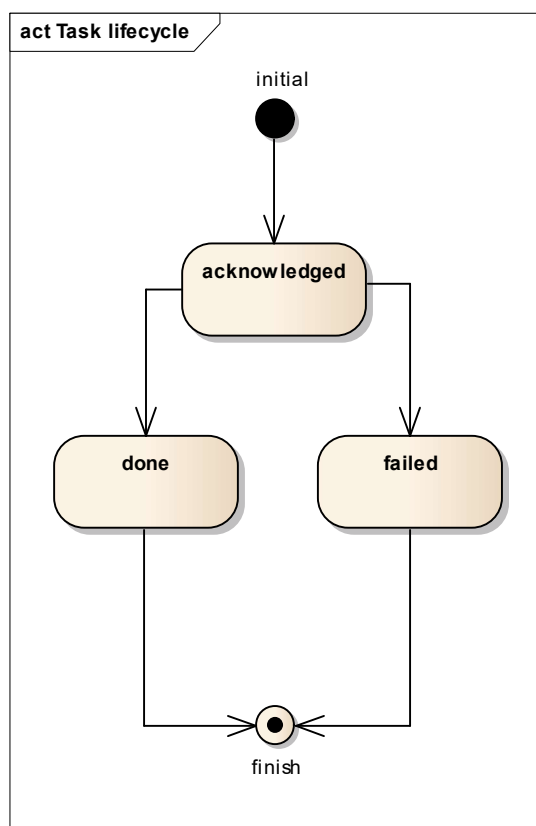 act Task lifecycle
initial
acknowledged
done
failed
finish